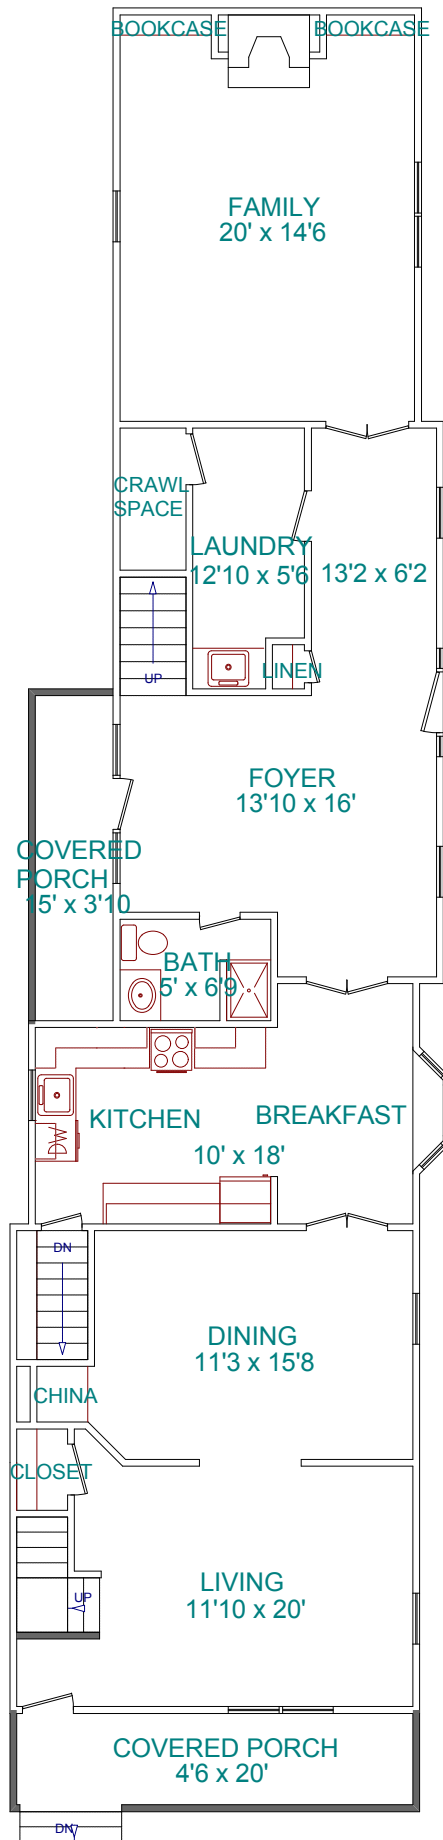 BOOKCASE
BOOKCASE
FAMILY
20' x 14'6
CRAWL
SPACE
LAUNDRY
12'10 x 5'6
13'2 x 6'2
UP
LINEN
FOYER
13'10 x 16'
COVERED
PORCH
15' x 3'10
BATH
5' x 6'9
KITCHEN
BREAKFAST
10' x 18'
DN
DINING
11'3 x 15'8
CHINA
CLOSET
LIVING
11'10 x 20'
UP
COVERED PORCH
4'6 x 20'
DN